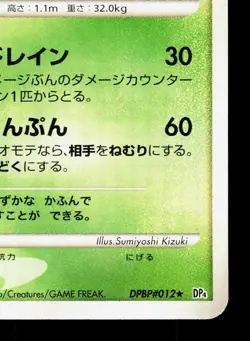 高さ：1.1m 重さ：32.0kg
ドレイン 30
ージぶんのダメージカウンター
ン1匹からとる。
んぷん 60
オモテなら、相手をねむりに
どくにする。
ずかな かふんで
すことが できる。
Illus.Sumiyoshi Kizuki
抗力 にげる
o/Creatures/GAME FREAK. DPBP#012★ DP4